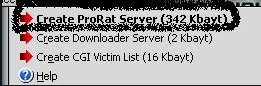 Create ProRat Server (342 Kbayt)
Create Downloader Server (2 Kbayt)
Create CGI Victim List (16 Kbayt)
Help